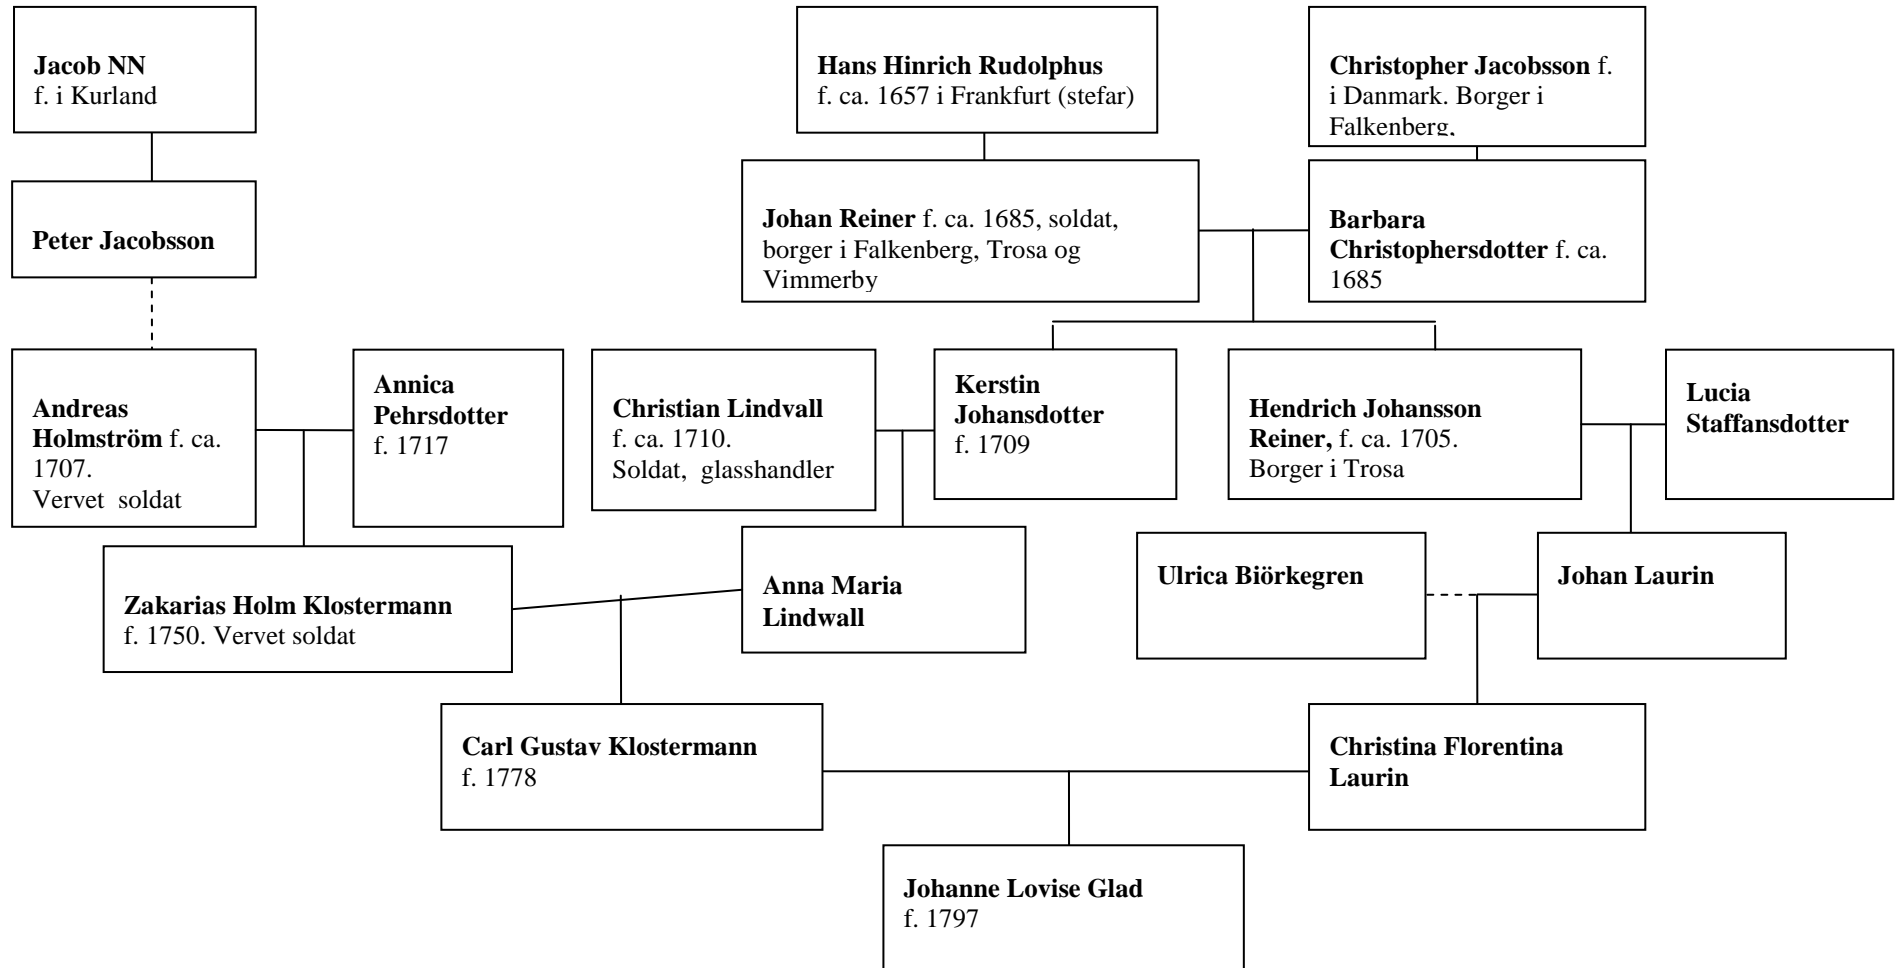 Jacob NN
f. i Kurland
Hans Hinrich Rudolphus
f. ca. 1657 i Frankfurt (stefar)
Christopher Jacobsson f.
i Danmark. Borger i
Falkenberg,
Peter Jacobsson
Johan Reiner f. ca. 1685, soldat,
borger i Falkenberg, Trosa og
Vimmerby
Barbara
Christophersdotter f. ca.
1685
Andreas
Holmström f. ca.
1707.
Vervet soldat
Annica
Pehrsdotter
f. 1717
Christian Lindvall
f. ca. 1710.
Soldat, glasshandler
Kerstin
Johansdotter
f. 1709
Hendrich Johansson
Reiner, f. ca. 1705.
Borger i Trosa
Lucia
Staffansdotter
Zakarias Holm Klostermann
f. 1750. Vervet soldat
Anna Maria
Lindwall
Ulrica Biörkegren
Johan Laurin
Carl Gustav Klostermann
f. 1778
Christina Florentina
Laurin
Johanne Lovise Glad
f. 1797